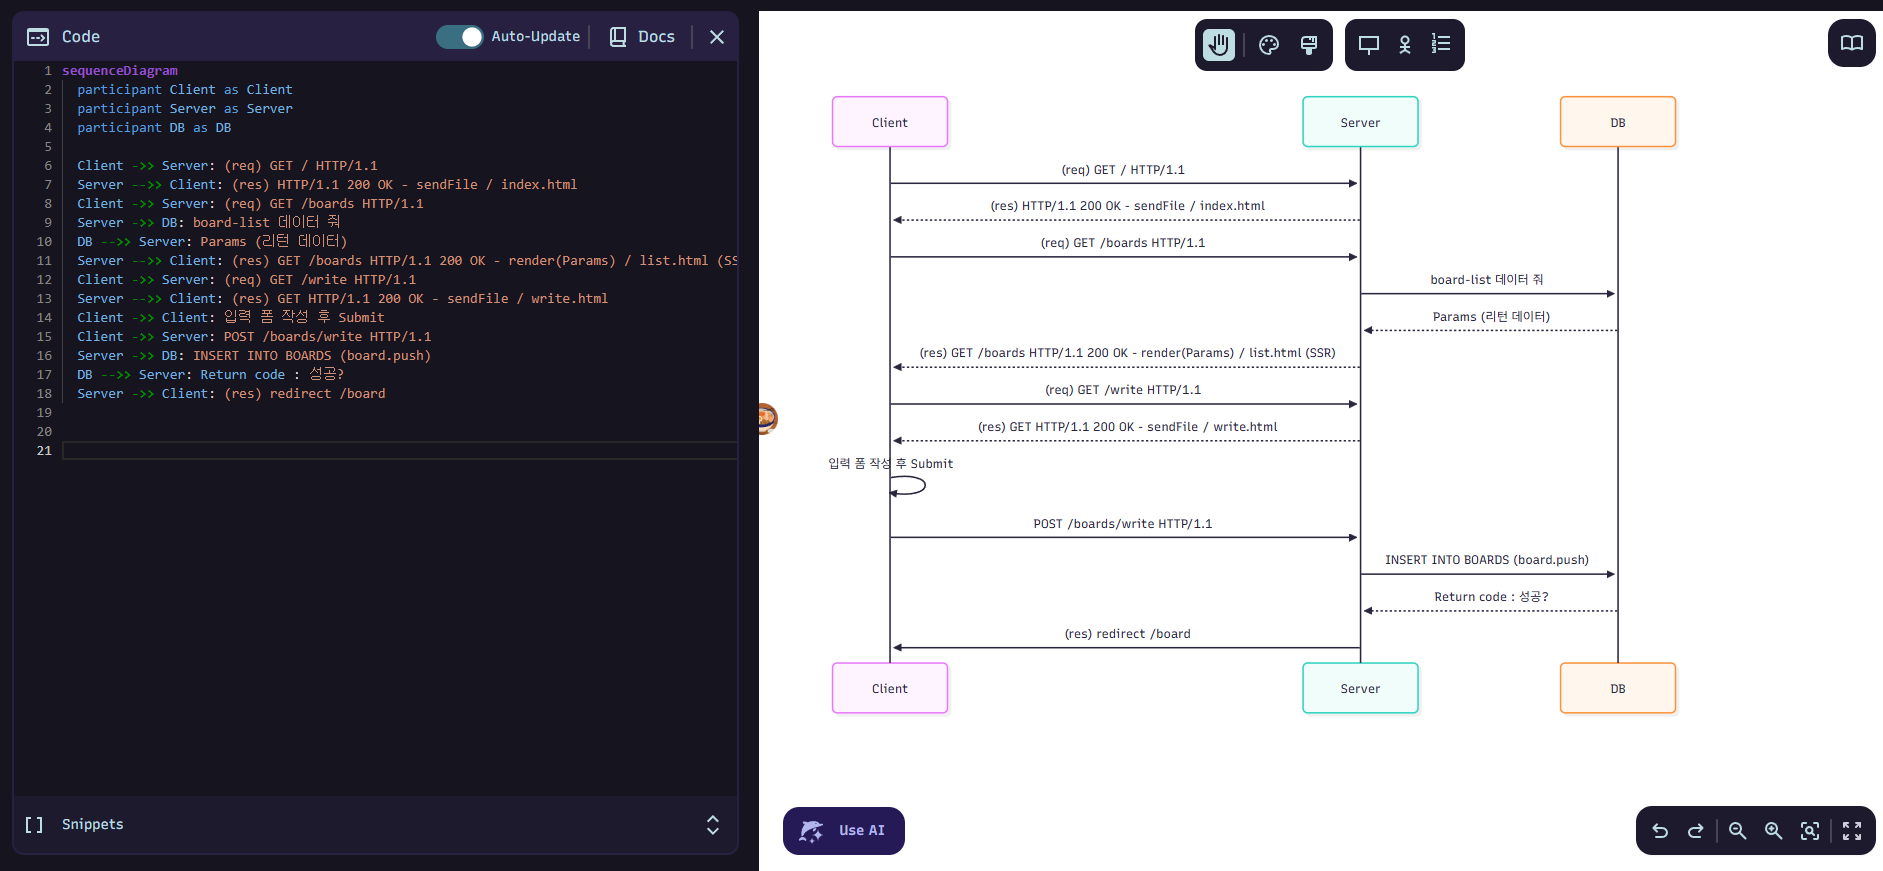 Code
Auto-Update
Docs
1 sequenceDiagram
2 participant Client as Client
3 participant Server as Server
4 participant DB as DB
5
6 Client ->> Server: (req) GET / HTTP/1.1
7 Server -->> Client: (res) HTTP/1.1 200 OK - sendFile / index.html
8 Client ->> Server: (req) GET /boards HTTP/1.1
9 Server ->> DB: board-list 데이터 줘
10 DB -->> Server: Params (리턴 데이터)
11 Server -->> Client: (res) GET /boards HTTP/1.1 200 OK - render(Params) / list.html (SS
12 Client ->> Server: (req) GET /write HTTP/1.1
13 Server -->> Client: (res) GET HTTP/1.1 200 OK - sendFile / write.html
14 Client ->> Client: 입력 폼 작성 후 Submit
15 Client ->> Server: POST /boards/write HTTP/1.1
16 Server ->> DB: INSERT INTO BOARDS (board.push)
17 DB -->> Server: Return code : 성공?
18 Server ->> Client: (res) redirect /board
19
20
21
Snippets
Client
Server
DB
(req) GET / HTTP/1.1
(res) HTTP/1.1 200 OK - sendFile / index.html
(req) GET /boards HTTP/1.1
board-list 데이터 줘
Params (리턴 데이터)
(res) GET /boards HTTP/1.1 200 OK - render(Params) / list.html (SSR)
(req) GET /write HTTP/1.1
(res) GET HTTP/1.1 200 OK - sendFile / write.html
입력 폼 작성 후 Submit
POST /boards/write HTTP/1.1
INSERT INTO BOARDS (board.push)
Return code : 성공?
(res) redirect /board
Client
Server
DB
Use AI